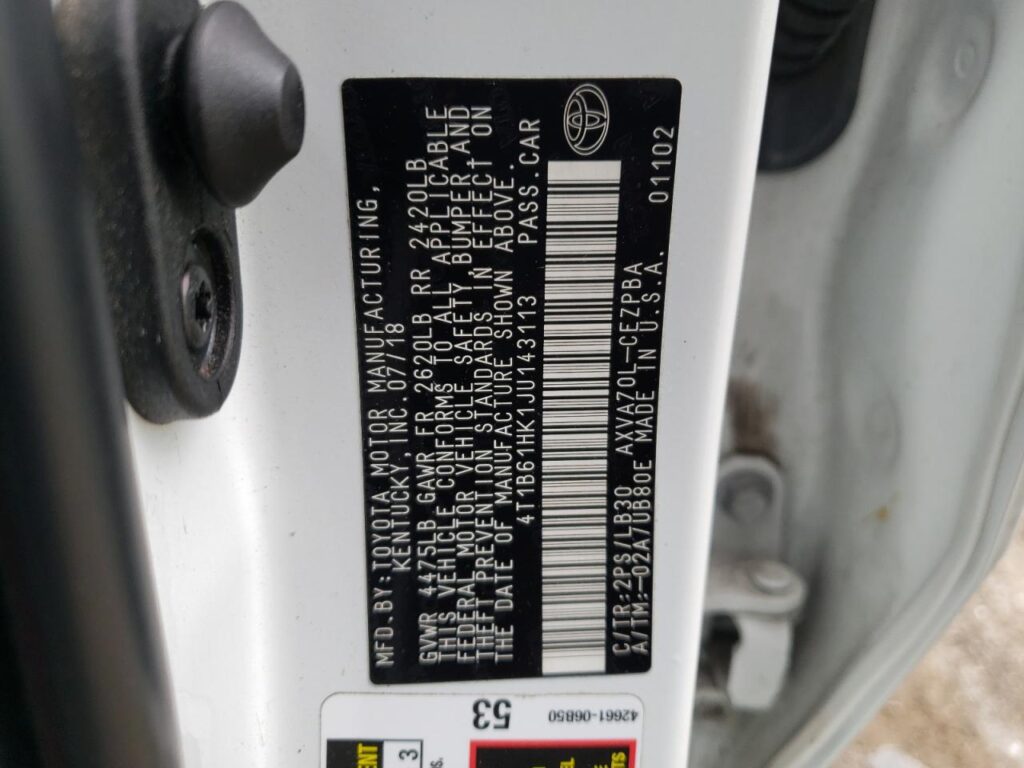 MFD.BY:TOYOTA MOTOR MANUFACTURING,
KENTUCKY, INC. 07/18
GVWR 4475LB GAWR FR 2620LB RR 2420LB
THIS VEHICLE CONFORMS TO ALL APPLICABLE
FEDERAL MOTOR VEHICLE SAFETY, BUMPER, AND
THEFT PREVENTION STANDARDS IN EFFECT ON
THE DATE OF MANUFACTURE SHOWN ABOVE.
4T1B61HK1JU143113 PASS.CAR
C/TR:2PS/LB30 AXVA70L-CEZPBA 01102
A/TM:-02A7UB80E MADE IN U.S.A.
53
42661-06B50
3